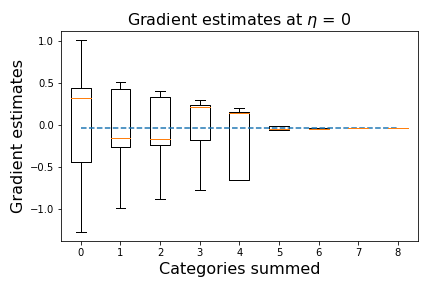 Gradient estimates at η = 0
Gradient estimates
1.0
0.5
0.0
−0.5
−1.0
0 1 2 3 4 5 6 7 8
Categories summed